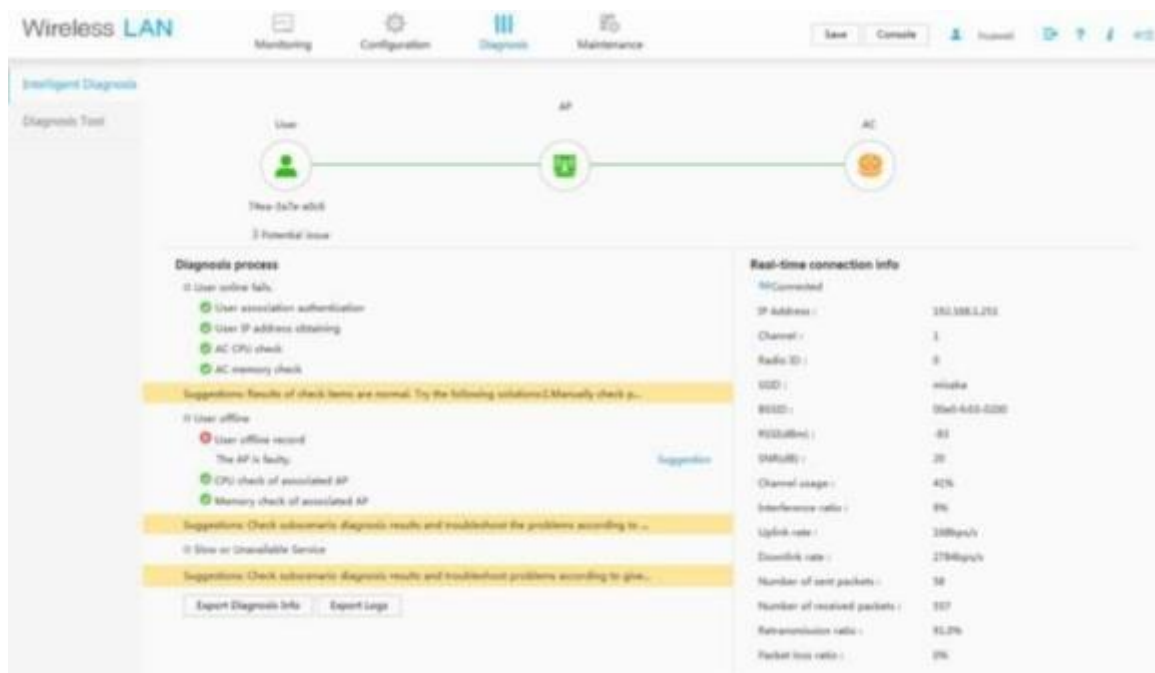 Wireless LAN
Monitoring
Configuration
Diagnosis
Maintenance
Save
Console
huawei
?
i
Intelligent Diagnosis
Diagnosis Tool
User
AP
AC
3 Potential issue
Diagnosis process
User online fails
User association authentication
User IP address obtaining
AC CPU check
AC memory check
Suggestions: Results of check items are normal. Try the following solutions:1.Manually check p...
User offline
User offline record
The AP is faulty.
Suggestion
CPU check of associated AP
Memory check of associated AP
Suggestions: Check subscenario diagnosis results and troubleshoot the problems according to ...
Slow or Unavailable Service
Suggestions: Check subscenario diagnosis results and troubleshoot problems according to give...
Export Diagnosis Info
Export Logs
Real-time connection info
Connected
IP Address :
Channel : 1
Radio ID : 0
SSID :
BSSID :
RSSI(dBm) :
SNR(dB) : 20
Channel usage : 41%
Interference ratio : 9%
Uplink rate :
Downlink rate :
Number of sent packets : 58
Number of received packets :
Retransmission ratio :
Packet loss ratio : 0%